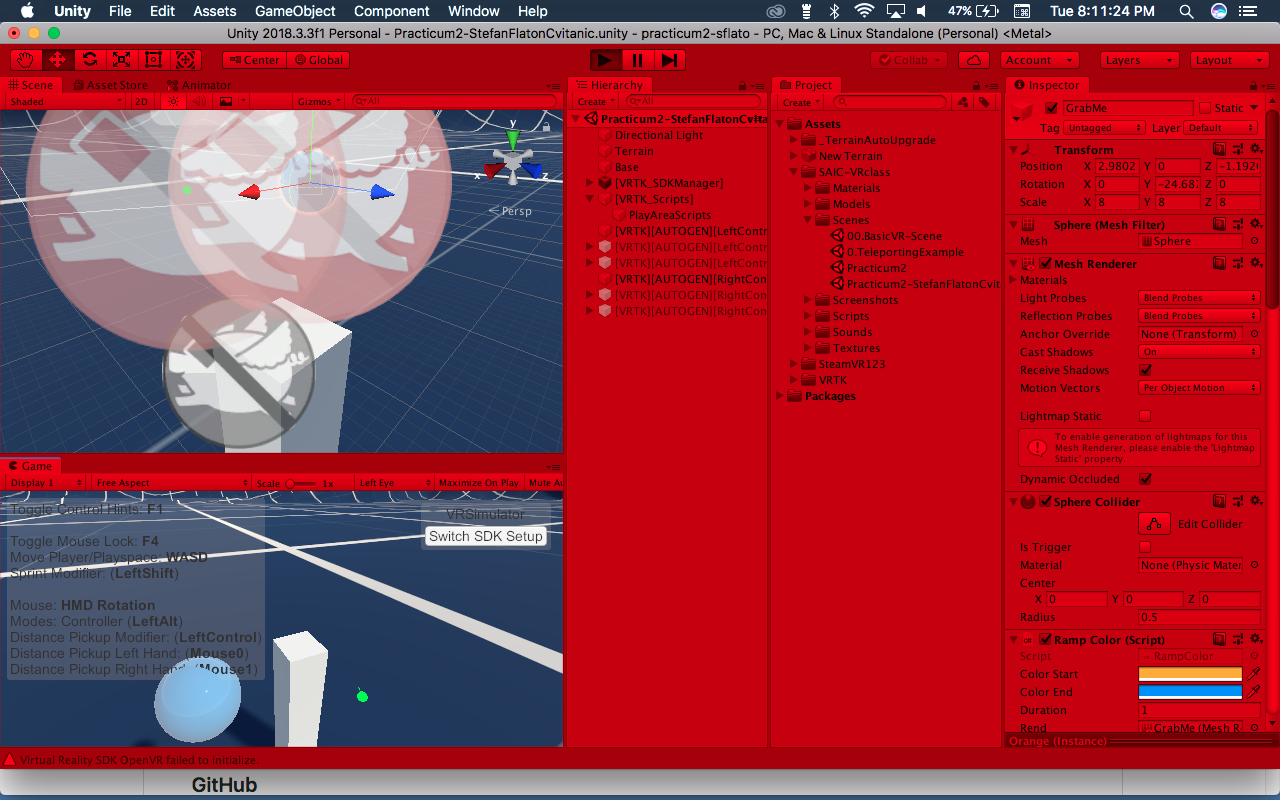 Unity File Edit Assets GameObject Component Window Help 47% Tue 8:11:24 PM
Unity 2018.3.3f1 Personal - Practicum2-StefanFlatonCvitanic.unity - practicum2-sflato - PC, Mac & Linux Standalone (Personal) <Metal>
Center Global Collab Account Layers Layout
Scene Asset Store Animator
Shaded 2D Gizmos All
y
x
z
Persp
Game
Display 1 Free Aspect Scale 1x Left Eye Maximize On Play Mute Au
Toggle Control Hints: F1
Toggle Mouse Lock: F4
Move Player/Playspace: WASD
Sprint Modifier: (LeftShift)
Mouse: HMD Rotation
Modes: Controller (LeftAlt)
Distance Pickup Modifier: (LeftControl)
Distance Pickup Left Hand: (Mouse0)
Distance Pickup Right Hand: (Mouse1)
VRSimulator
Switch SDK Setup
Virtual Reality SDK OpenVR failed to initialize.
Hierarchy
Create All
Practicum2-StefanFlatonCvita
Directional Light
Terrain
Base
[VRTK_SDKManager]
[VRTK_Scripts]
PlayAreaScripts
[VRTK][AUTOGEN][LeftContr
[VRTK][AUTOGEN][LeftContr
[VRTK][AUTOGEN][LeftContr
[VRTK][AUTOGEN][RightCon
[VRTK][AUTOGEN][RightCon
[VRTK][AUTOGEN][RightCon
Project
Create
Assets
_TerrainAutoUpgrade
New Terrain
SAIC-VRclass
Materials
Models
Scenes
00.BasicVR-Scene
0.TeleportingExample
Practicum2
Practicum2-StefanFlatonCvit
Screenshots
Scripts
Sounds
Textures
SteamVR123
VRTK
Packages
Inspector
GrabMe Static
Tag Untagged Layer Default
Transform
Position X 2.9802 Y 0 Z -1.192
Rotation X 0 Y -24.68 Z 0
Scale X 8 Y 8 Z 8
Sphere (Mesh Filter)
Mesh Sphere
Mesh Renderer
Materials
Light Probes Blend Probes
Reflection Probes Blend Probes
Anchor Override None (Transform)
Cast Shadows On
Receive Shadows
Motion Vectors Per Object Motion
Lightmap Static
To enable generation of lightmaps for this
Mesh Renderer, please enable the 'Lightmap
Static' property.
Dynamic Occluded
Sphere Collider
Edit Collider
Is Trigger
Material None (Physic Mater
Center
X 0 Y 0 Z 0
Radius 0.5
Ramp Color (Script)
Script RampColor
Color Start
Color End
Duration 1
Rend GrabMe (Mesh R
Orange (Instance)
GitHub